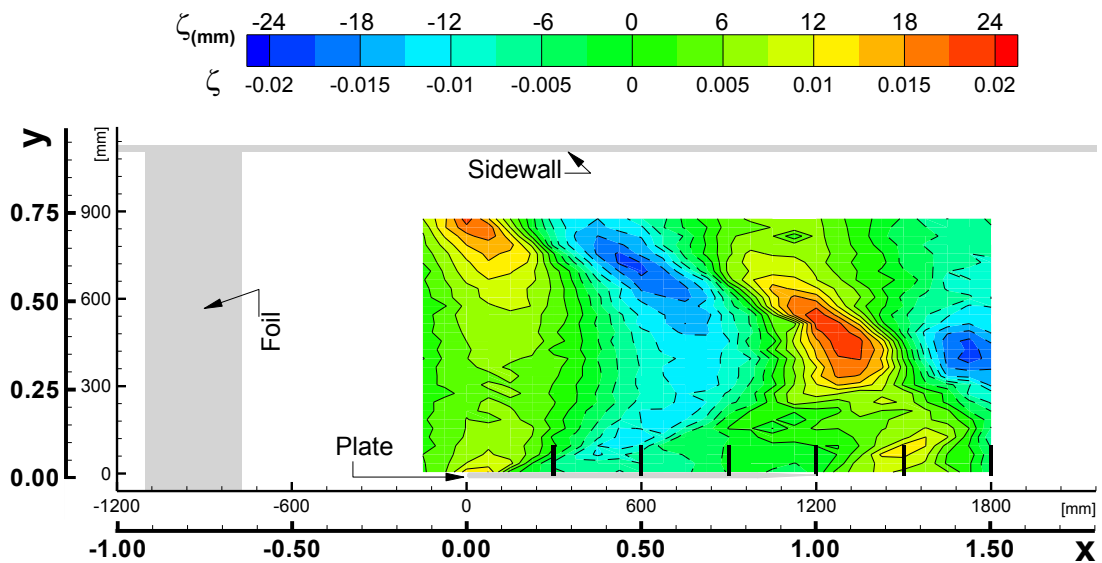 ζ(mm) -24 -18 -12 -6 0 6 12 18 24
ζ -0.02 -0.015 -0.01 -0.005 0 0.005 0.01 0.015 0.02
y
[mm]
Sidewall
0.75 900
0.50 600
Foil
0.25 300
Plate
0.00 0
-1200 -600 0 600 1200 1800 [mm]
-1.00 -0.50 0.00 0.50 1.00 1.50 x